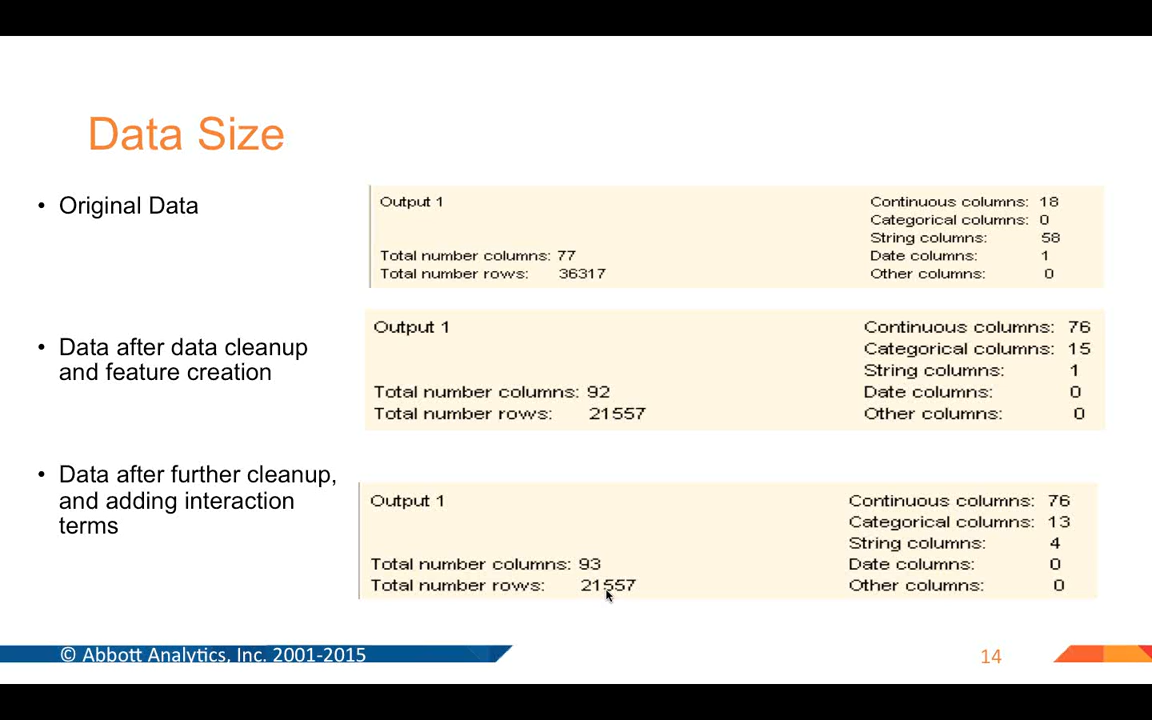 Data Size
• Original Data
Output 1
Total number columns: 77
Total number rows: 36317
Continuous columns: 18
Categorical columns: 0
String columns: 58
Date columns: 1
Other columns: 0
• Data after data cleanup
and feature creation
Output 1
Total number columns: 92
Total number rows: 21557
Continuous columns: 76
Categorical columns: 15
String columns: 1
Date columns: 0
Other columns: 0
• Data after further cleanup,
and adding interaction
terms
Output 1
Total number columns: 93
Total number rows: 21557
Continuous columns: 76
Categorical columns: 13
String columns: 4
Date columns: 0
Other columns: 0
© Abbott Analytics, Inc. 2001-2015
14